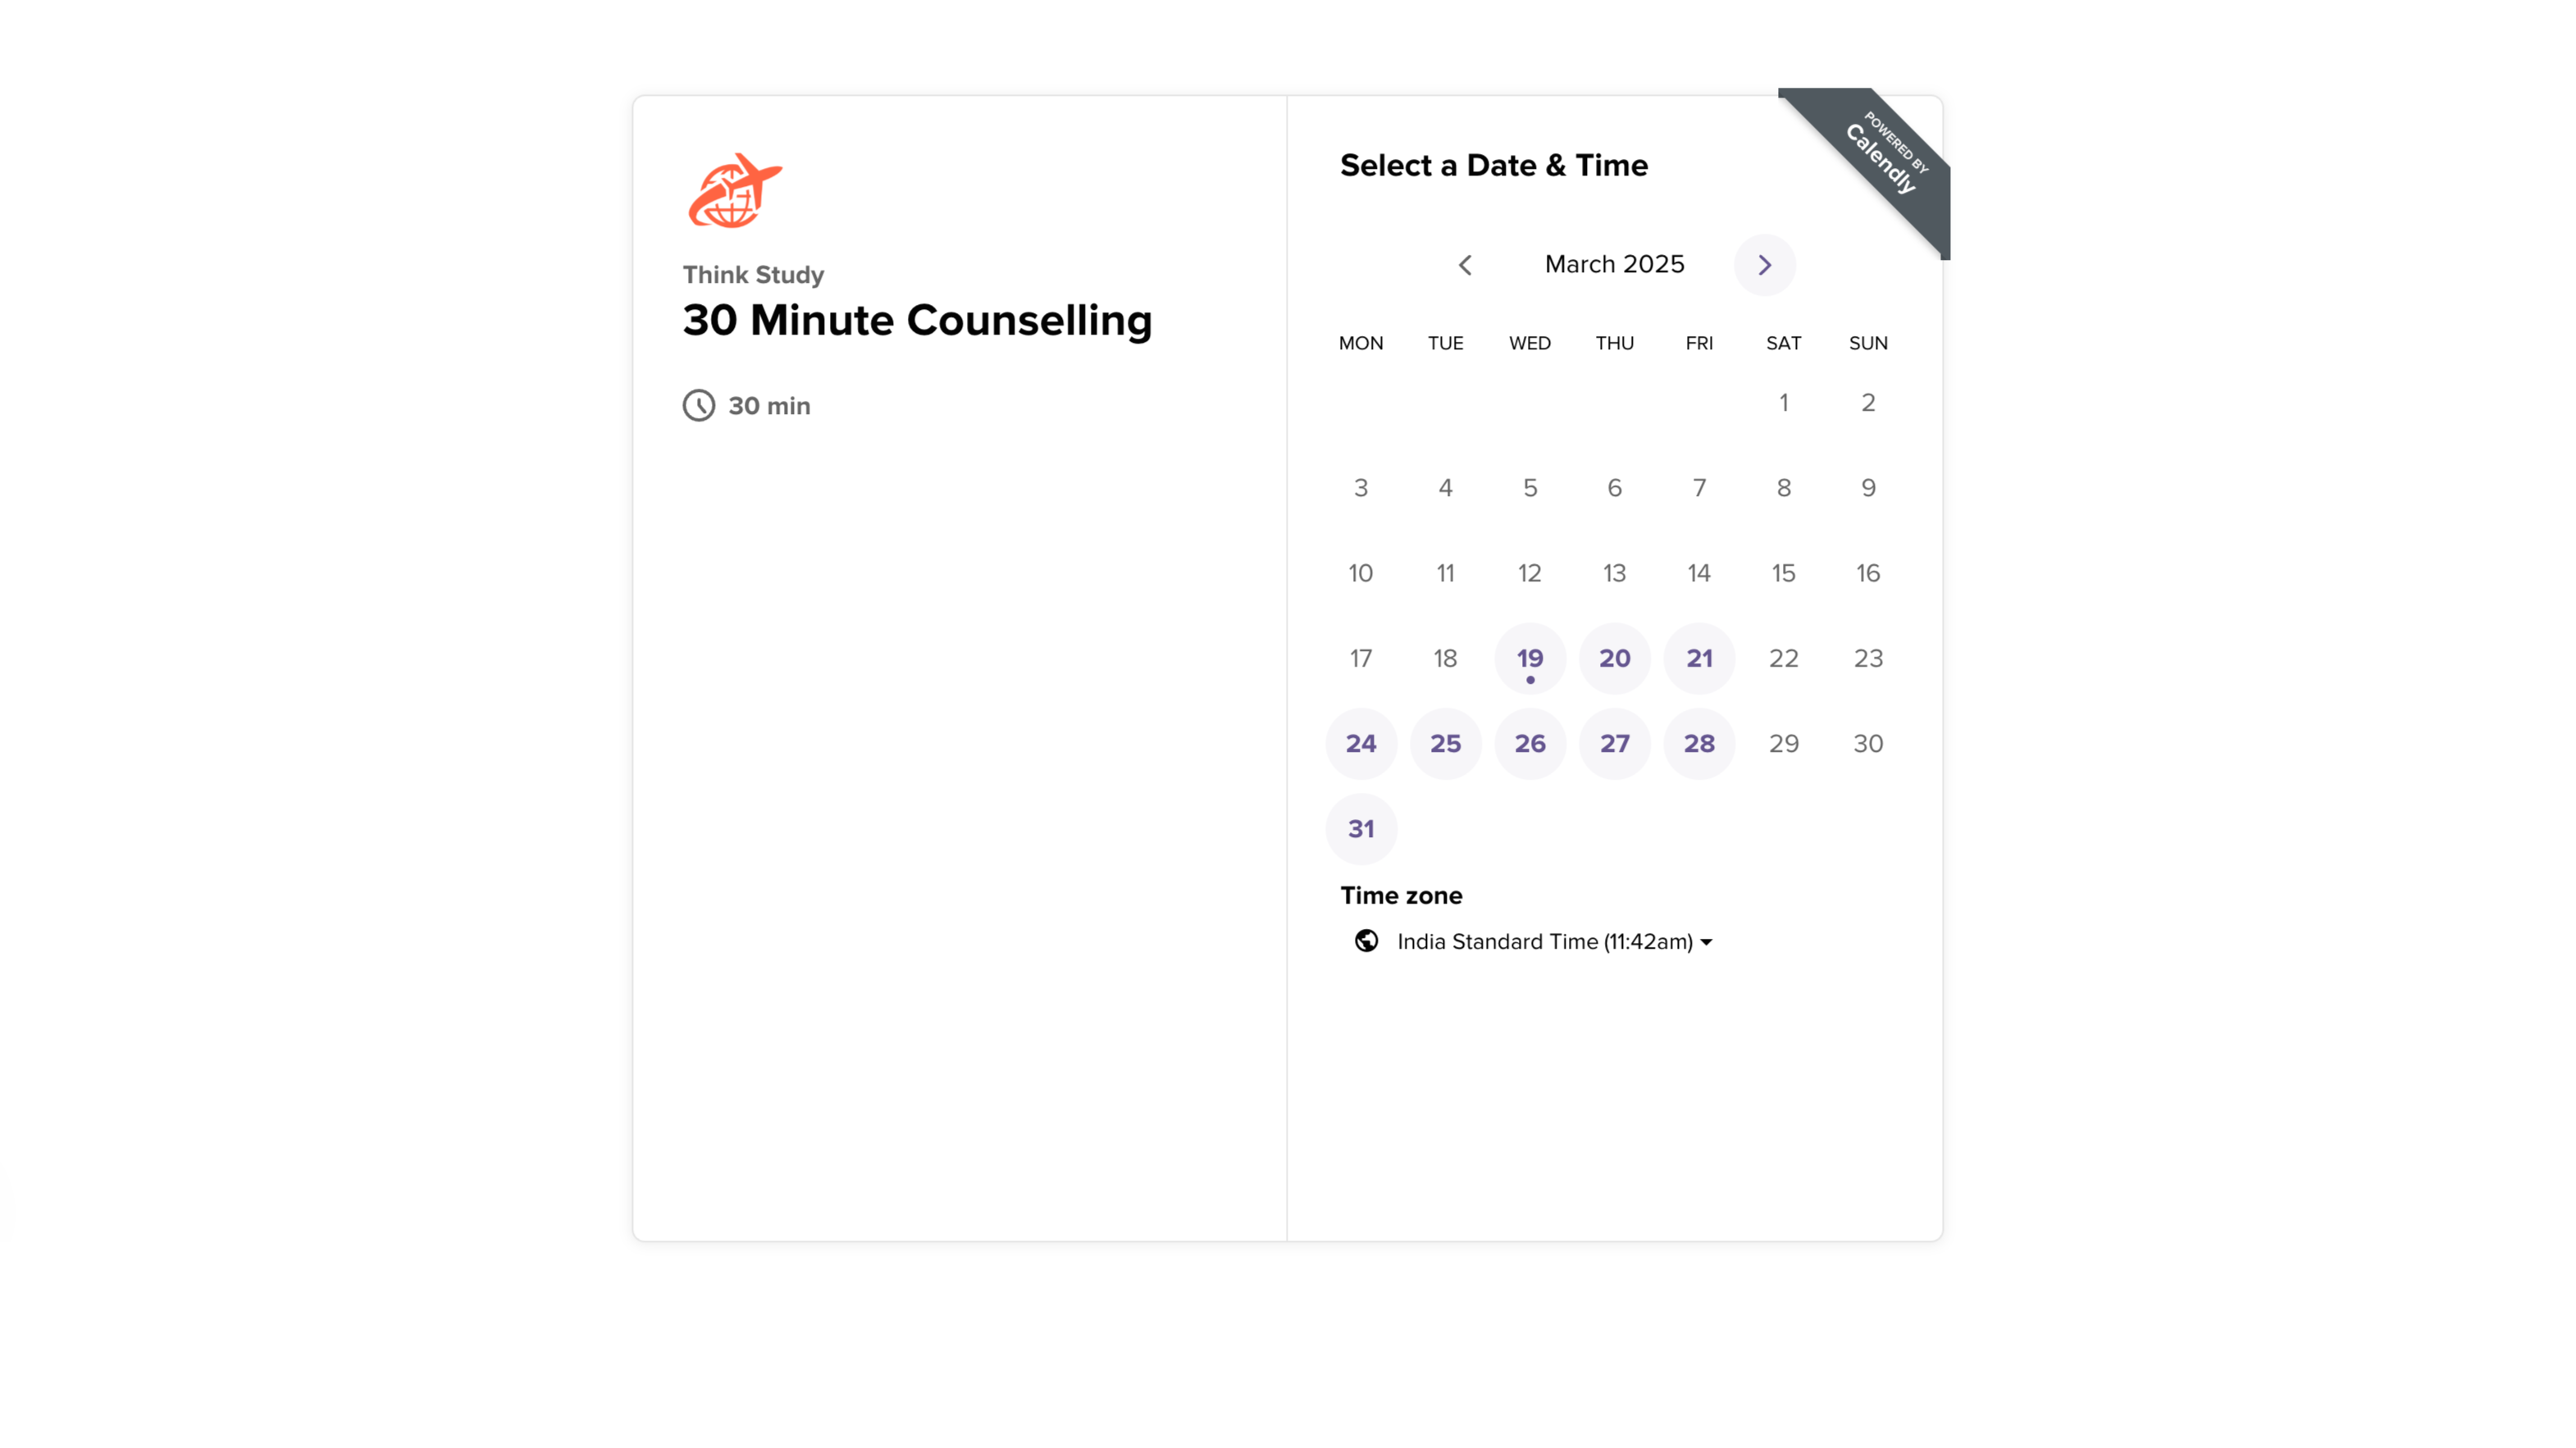 Think Study
30 Minute Counselling
30 min
POWERED BY
Calendly
Select a Date & Time
March 2025
MON TUE WED THU FRI SAT SUN
1 2
3 4 5 6 7 8 9
10 11 12 13 14 15 16
17 18 19 20 21 22 23
24 25 26 27 28 29 30
31
Time zone
India Standard Time (11:42am)